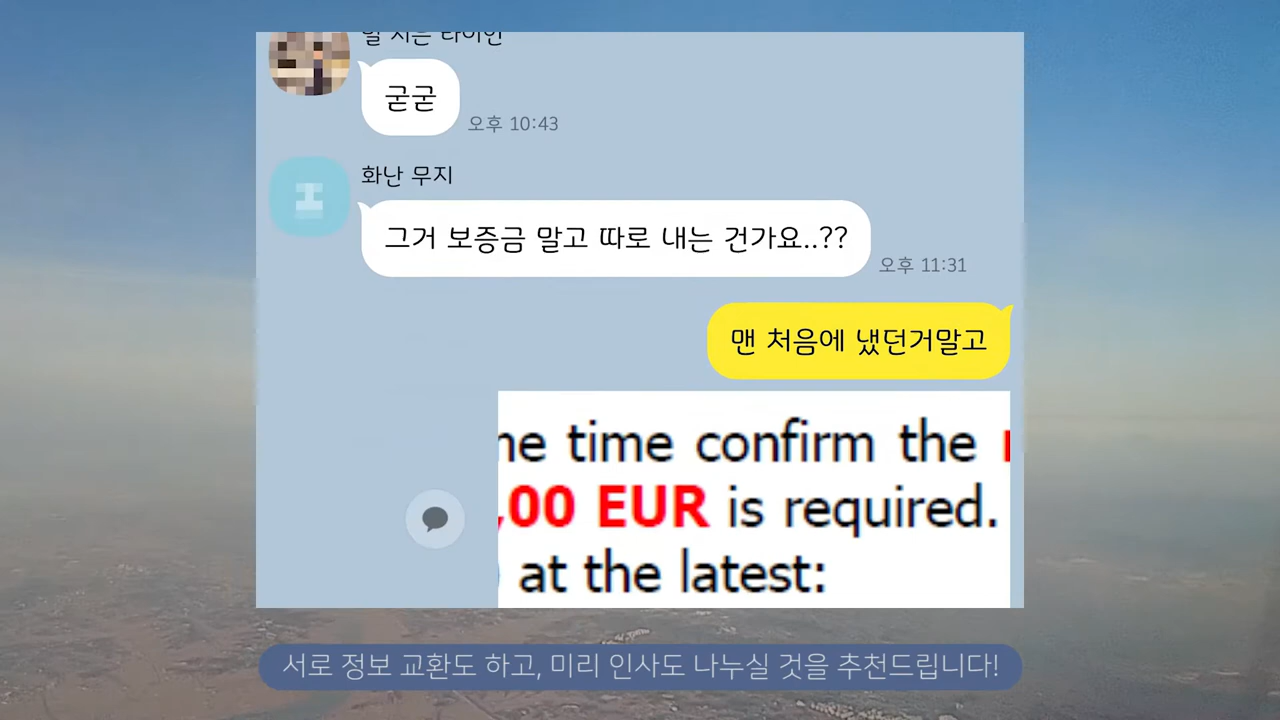 굳굳
오후 10:43
화난 무지
그거 보증금 말고 따로 내는 건가요..??
오후 11:31
맨 처음에 냈던거말고
time confirm the
,00 EUR is required.
at the latest:
서로 정보 교환도 하고, 미리 인사도 나누실 것을 추천드립니다!